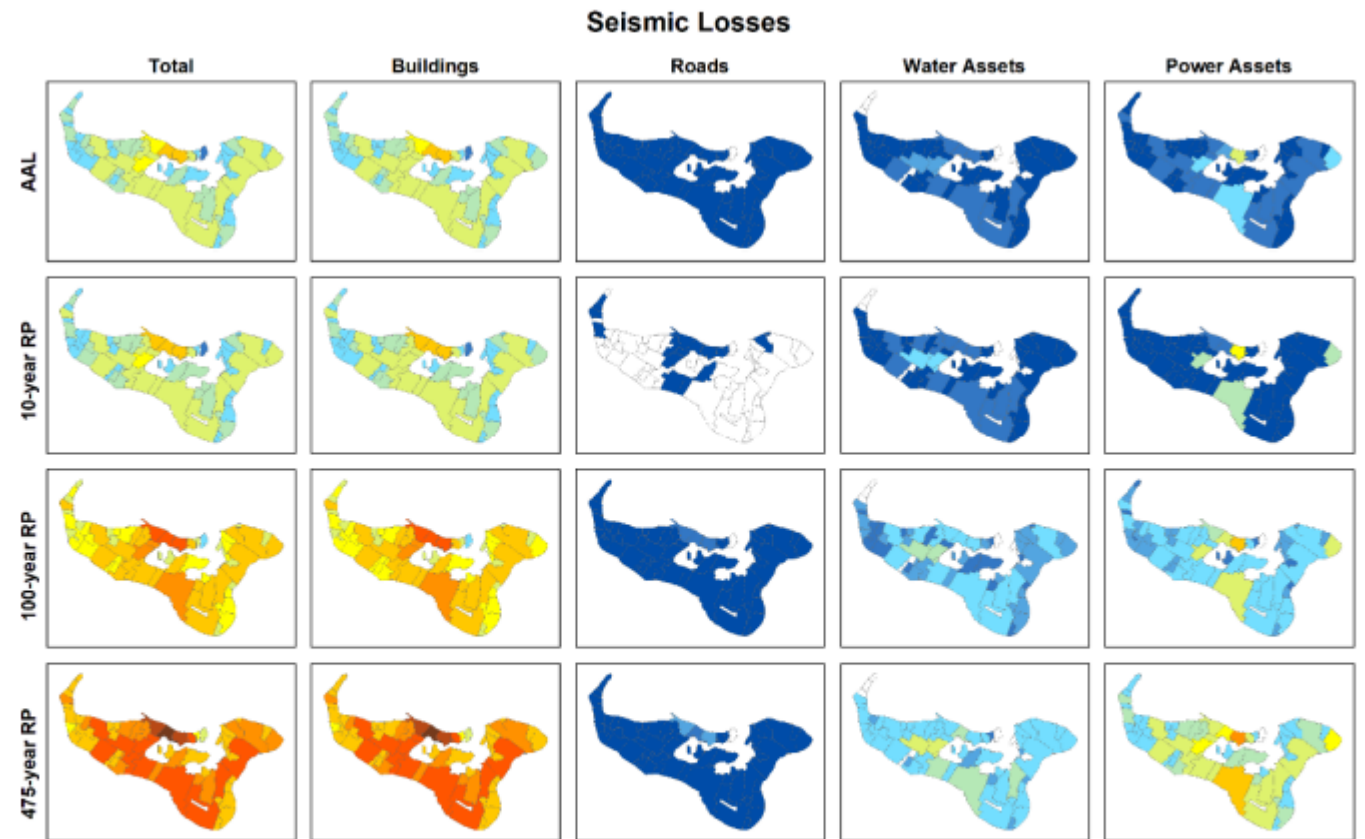 Seismic Losses
Total Buildings Roads Water Assets Power Assets
AAL
10-year RP
100-year RP
475-year RP